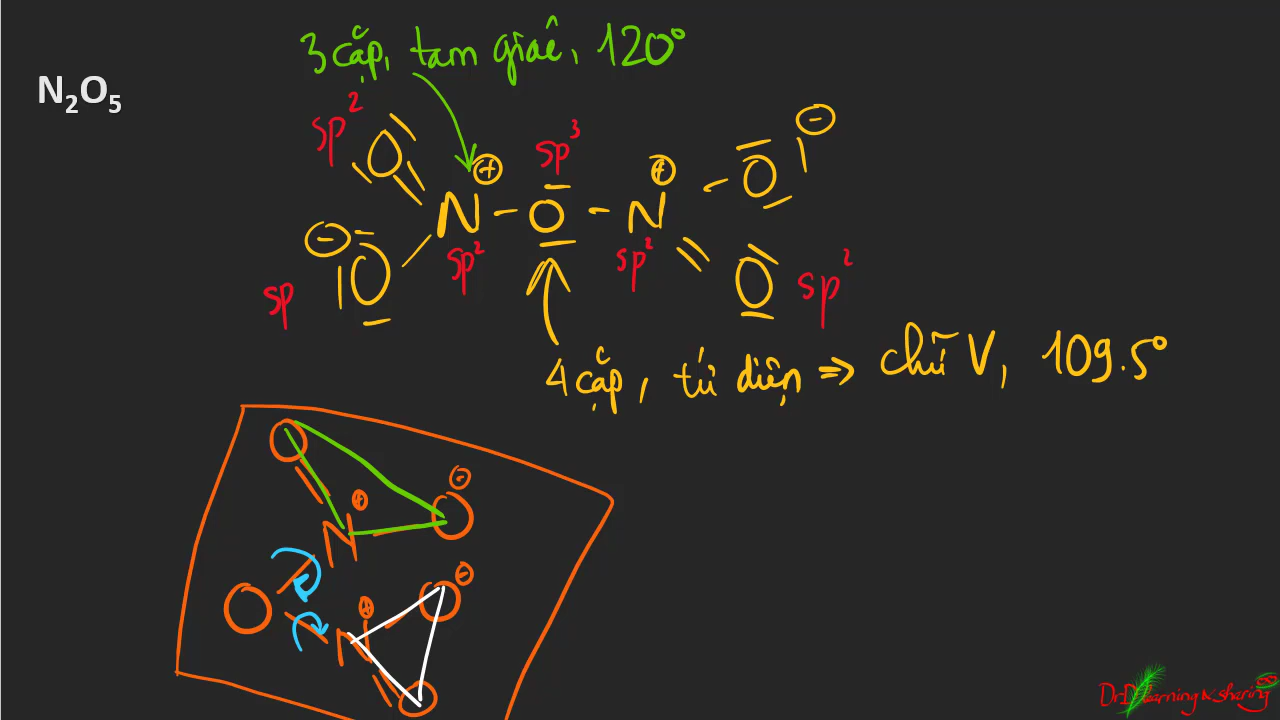 3 cặp, tam giác, 120°
N₂O₅
sp² O N ⊕ sp³ O N ⊕ O ⊖
⊖ O sp² sp² O sp²
sp
4 cặp, tứ diện ⇒ chữ V, 109.5°
O ⊖
⊕ O
N
⊖
O ⊕ O
N
O
Dr.D learning & sharing